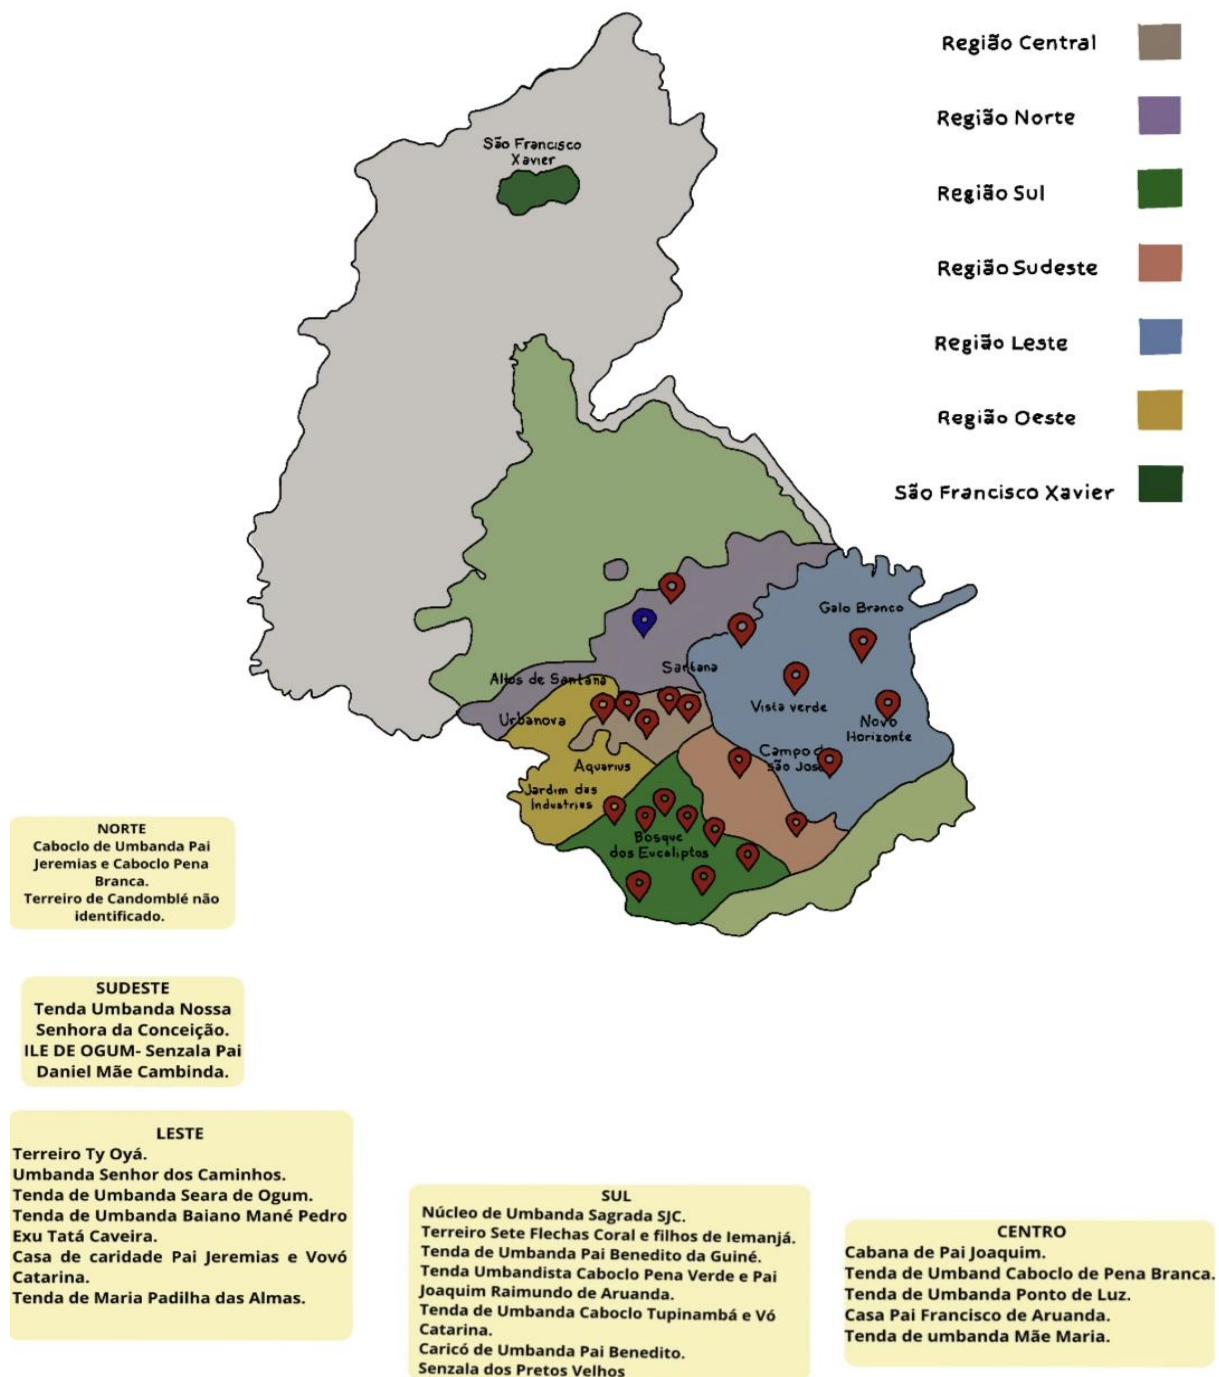 Região Central
Região Norte
Região Sul
Região Sudeste
Região Leste
Região Oeste
São Francisco Xavier
São Francisco
Xavier
Galo Branco
Santana
Altos de Santana
Urbanova
Vista verde
Novo
Horizonte
Campo d
são José
Aquarius
Jardim das
Industrias
Bosque
dos Eucaliptos
NORTE
Caboclo de Umbanda Pai
Jeremias e Caboclo Pena
Branca.
Terreiro de Candomblé não
identificado.
SUDESTE
Tenda Umbanda Nossa
Senhora da Conceição.
ILE DE OGUM- Senzala Pai
Daniel Mãe Cambinda.
LESTE
Terreiro Ty Oyá.
Umbanda Senhor dos Caminhos.
Tenda de Umbanda Seara de Ogum.
Tenda de Umbanda Baiano Mané Pedro
Exu Tatá Caveira.
Casa de caridade Pai Jeremias e Vovó
Catarina.
Tenda de Maria Padilha das Almas.
SUL
Núcleo de Umbanda Sagrada SJC.
Terreiro Sete Flechas Coral e filhos de Iemanjá.
Tenda de Umbanda Pai Benedito da Guiné.
Tenda Umbandista Caboclo Pena Verde e Pai
Joaquim Raimundo de Aruanda.
Tenda de Umbanda Caboclo Tupinambá e Vó
Catarina.
Caricó de Umbanda Pai Benedito.
Senzala dos Pretos Velhos
CENTRO
Cabana de Pai Joaquim.
Tenda de Umband Caboclo de Pena Branca.
Tenda de Umbanda Ponto de Luz.
Casa Pai Francisco de Aruanda.
Tenda de umbanda Mãe Maria.